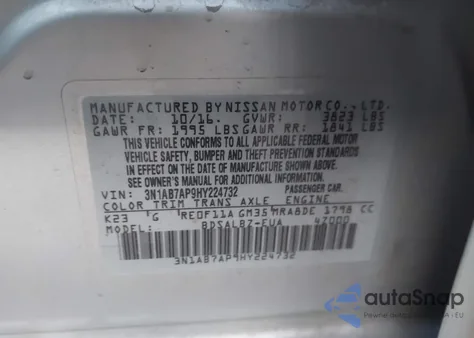 MANUFACTURED BY NISSAN MOTOR CO., LTD.
DATE: 10/16. GVWR: 3823 LBS
GAWR FR: 1995 LBS GAWR RR: 1841 LBS
THIS VEHICLE CONFORMS TO ALL APPLICABLE FEDERAL MOTOR
VEHICLE SAFETY, BUMPER AND THEFT PREVENTION STANDARDS
IN EFFECT ON THE DATE OF MANUFACTURE SHOWN ABOVE.
SEE OWNER'S MANUAL FOR ADDITIONAL INFORMATION
VIN: 3N1AB7AP9HY224732 PASSENGER CAR
COLOR TRIM TRANS AXLE ENGINE
K23 G RE0F11A GM35 MRA8DE 1798 CC
MODEL: BDSALB7-EUA 47000
3N1AB7AP9HY224732
autoSnap